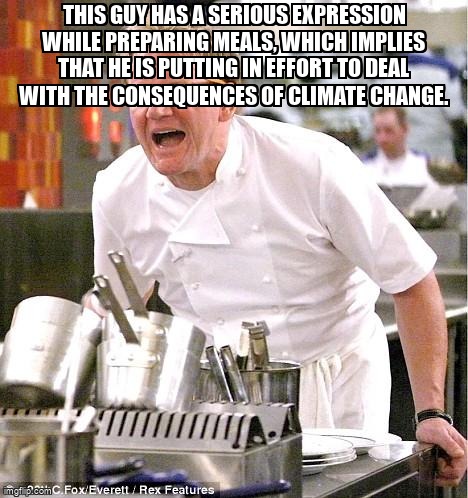 THIS GUY HAS A SERIOUS EXPRESSION
WHILE PREPARING MEALS, WHICH IMPLIES
THAT HE IS PUTTING IN EFFORT TO DEAL
WITH THE CONSEQUENCES OF CLIMATE CHANGE.
imgflip.com
C.Fox/Everett / Rex Features